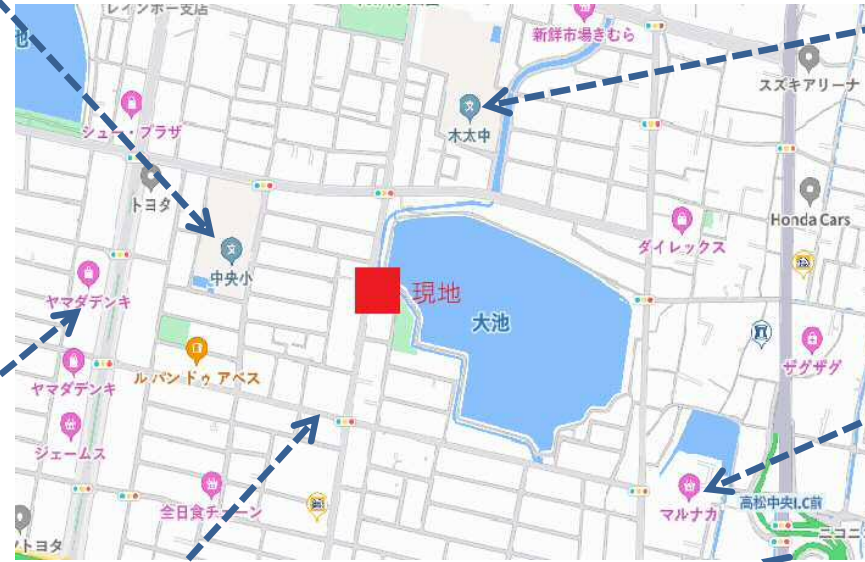 レインボー支店
新鮮市場きむら
スズキアリーナ
シュー・プラザ
木太中
トヨタ
Honda Cars
ダイレックス
中央小
ヤマダデンキ
現地
大池
ザグザグ
ル パン ドゥ アベス
ヤマダデンキ
ジェームス
全日食チェーン
マルナカ
高松中央I.C前
トヨタ
ニコニ